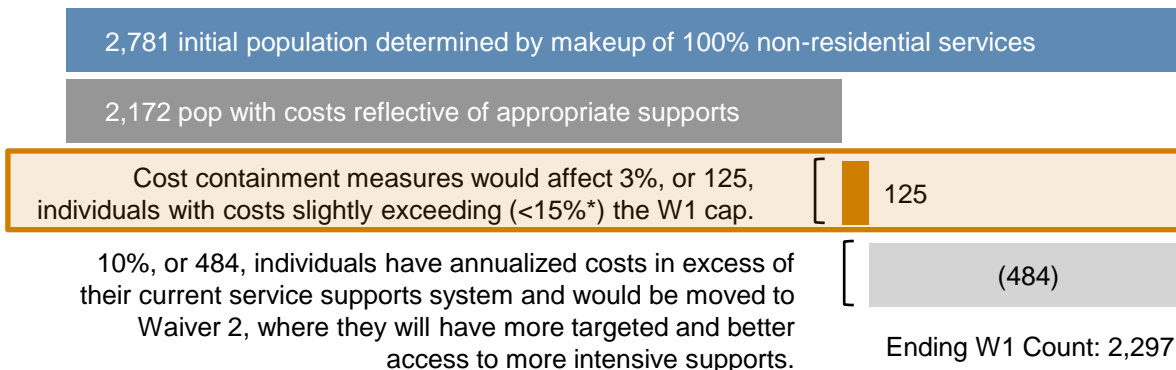 2,781 initial population determined by makeup of 100% non-residential services
2,172 pop with costs reflective of appropriate supports
Cost containment measures would affect 3%, or 125,
individuals with costs slightly exceeding (<15%*) the W1 cap.
125
10%, or 484, individuals have annualized costs in excess of
their current service supports system and would be moved to
Waiver 2, where they will have more targeted and better
access to more intensive supports.
(484)
Ending W1 Count: 2,297